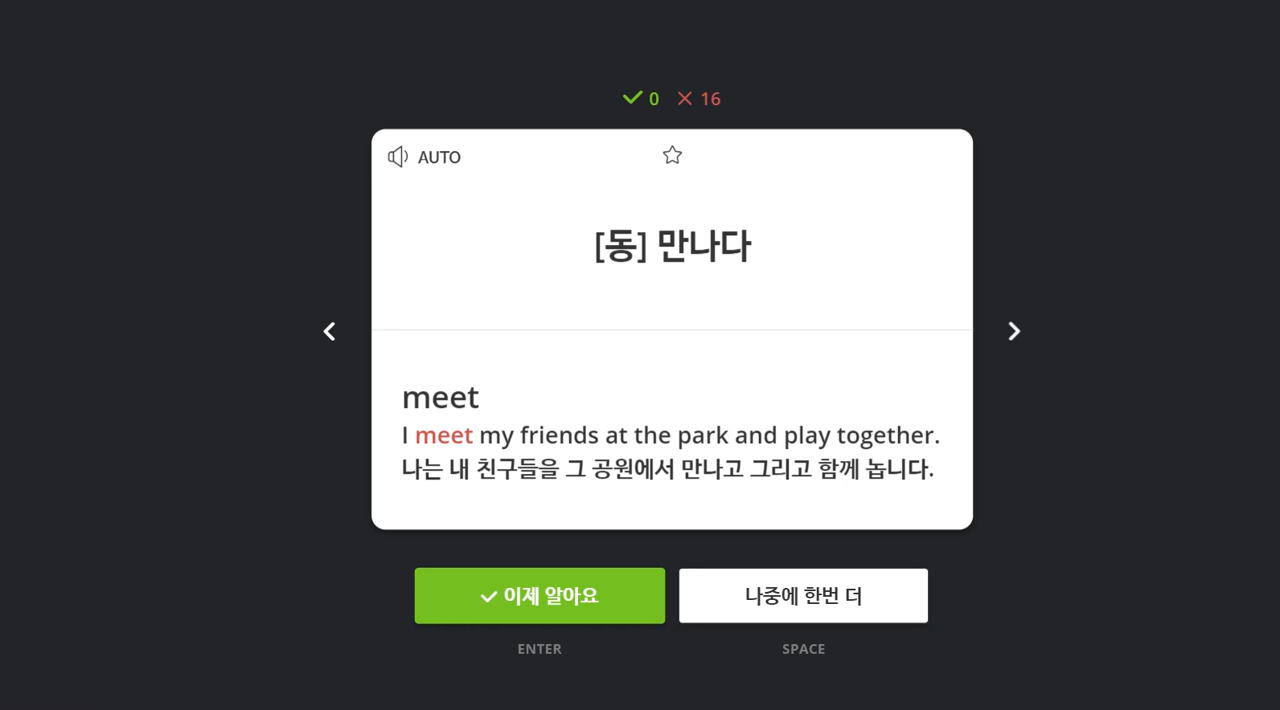 0 16
AUTO
[동] 만나다
meet
I meet my friends at the park and play together.
나는 내 친구들을 그 공원에서 만나고 그리고 함께 놉니다.
이제 알아요
나중에 한번 더
ENTER
SPACE